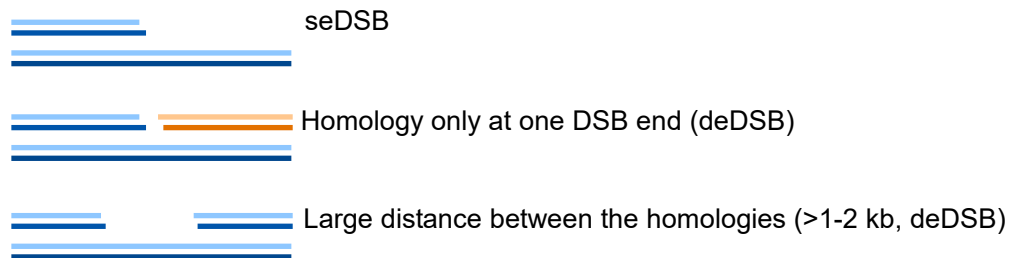 seDSB
Homology only at one DSB end (deDSB)
Large distance between the homologies (>1-2 kb, deDSB)